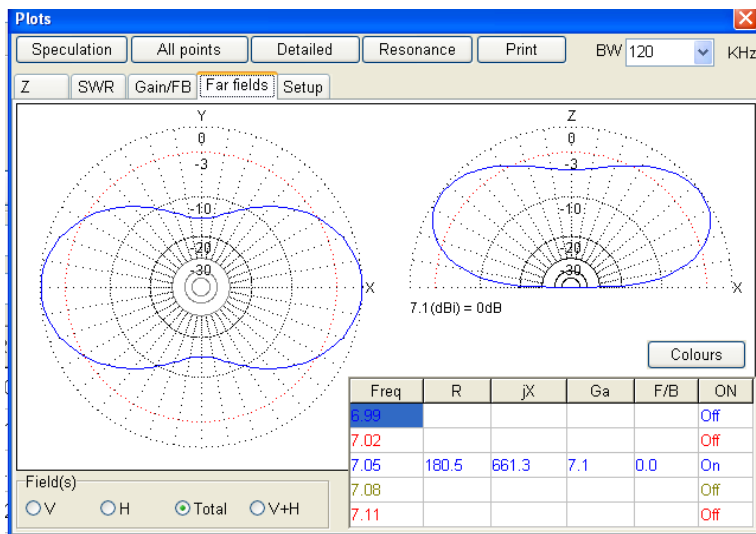 Plots
Speculation All points Detailed Resonance Print BW 120 KHz
Z SWR Gain/FB Far fields Setup
Y
0
-3
-10
-20
-30
X
Z
0
-3
-10
-20
-30
X
7.1(dBi) = 0dB
Colours
Freq R jX Ga F/B ON
6.99 Off
7.02 Off
7.05 180.5 661.3 7.1 0.0 On
7.08 Off
7.11 Off
Field(s)
V H Total V+H